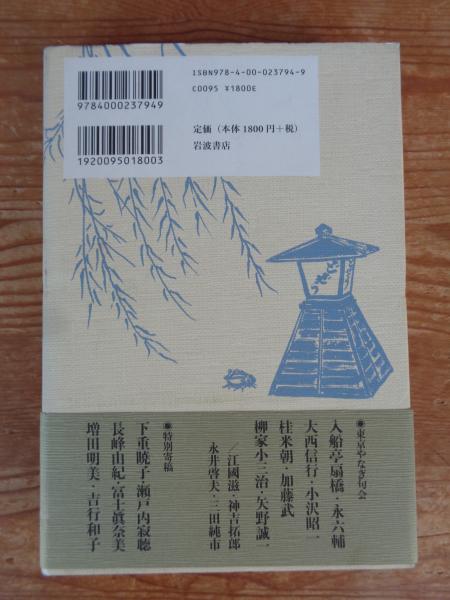 ISBN978-4-00-023794-9
C0095 ¥1800E
9784000237949
定価（本体1800円＋税）
岩波書店
1920095018003
◉東京やなぎ句会
入船亭扇橋・永六輔
大西信行・小沢昭一
桂米朝・加藤武
柳家小三治・矢野誠一
江國滋・神吉拓郎
永井啓夫・三田純市
◉特別寄稿
下重暁子・瀬戸内寂聴
長峰由紀・富士眞奈美
増田明美・吉行和子